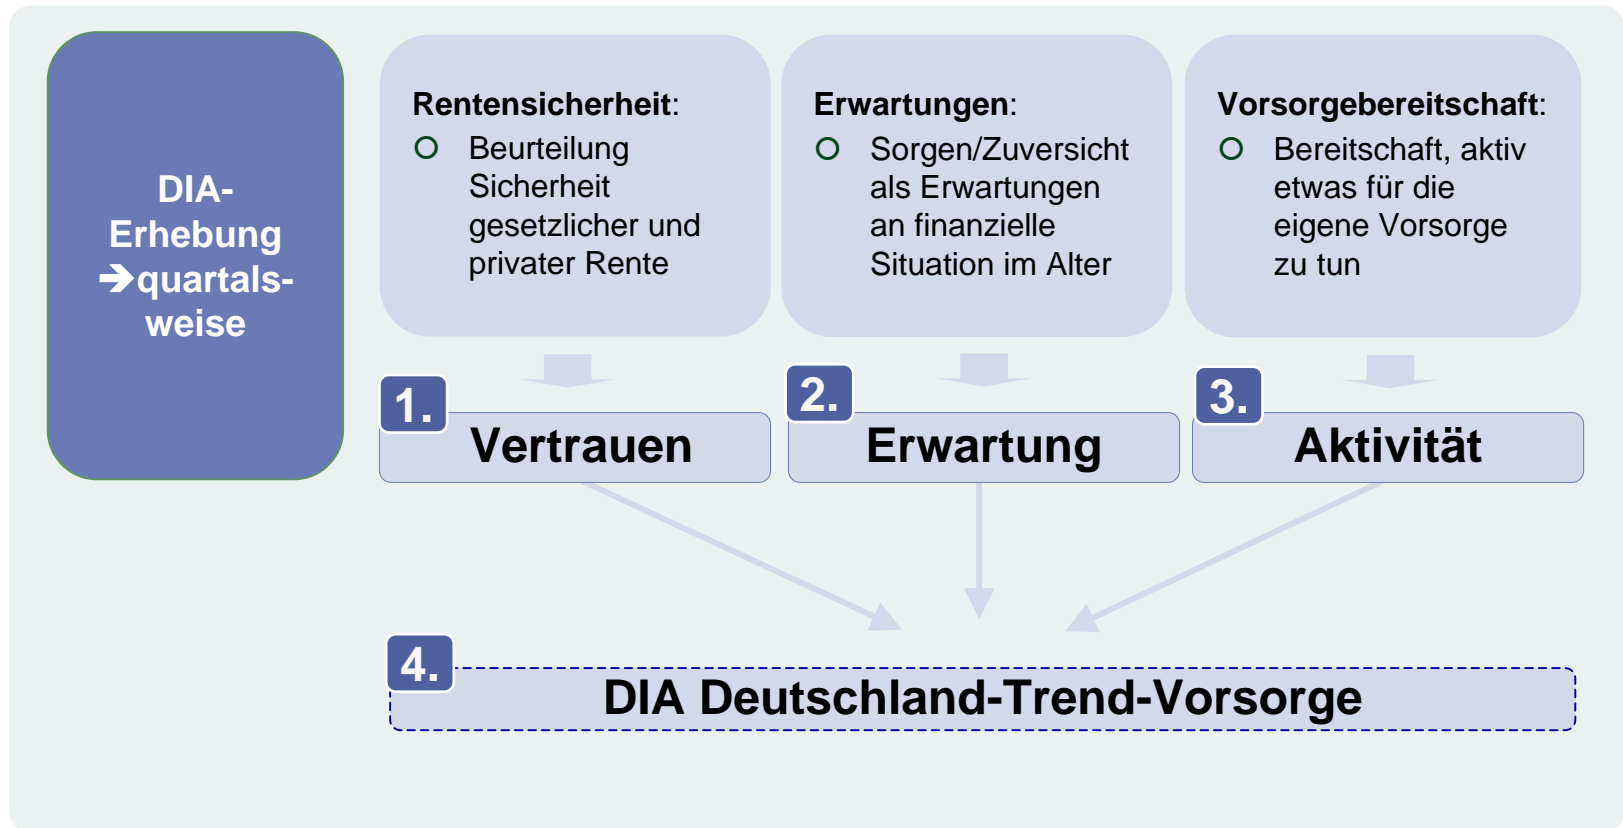 DIA-
Erhebung
➔quartals-
weise
Rentensicherheit:
Beurteilung
Sicherheit
gesetzlicher und
privater Rente
Erwartungen:
Sorgen/Zuversicht
als Erwartungen
an finanzielle
Situation im Alter
Vorsorgebereitschaft:
Bereitschaft, aktiv
etwas für die
eigene Vorsorge
zu tun
1.
Vertrauen
2.
Erwartung
3.
Aktivität
4.
DIA Deutschland-Trend-Vorsorge